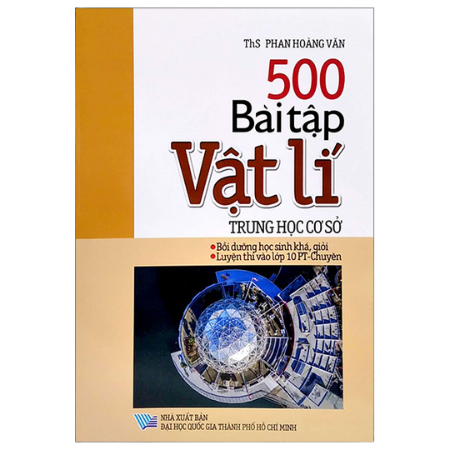 ThS PHAN HOÀNG VĂN
500
Bài tập
Vật lí
TRUNG HỌC CƠ SỞ
Bồi dưỡng học sinh khá, giỏi
Luyện thi vào lớp 10 PT-Chuyên
NHÀ XUẤT BẢN
ĐẠI HỌC QUỐC GIA THÀNH PHỐ HỒ CHÍ MINH